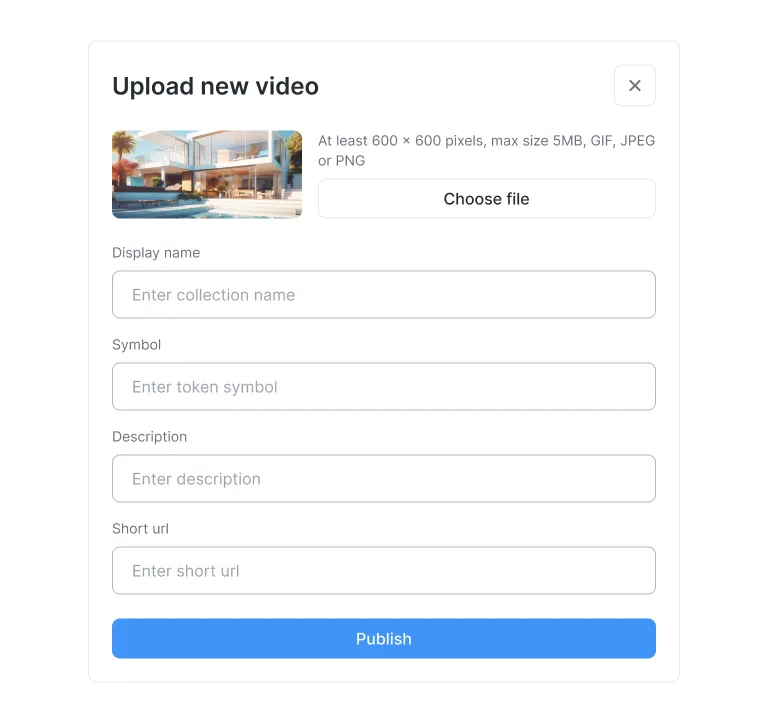 Upload new video
At least 600 × 600 pixels, max size 5MB, GIF, JPEG
or PNG
Choose file
Display name
Enter collection name
Symbol
Enter token symbol
Description
Enter description
Short url
Enter short url
Publish